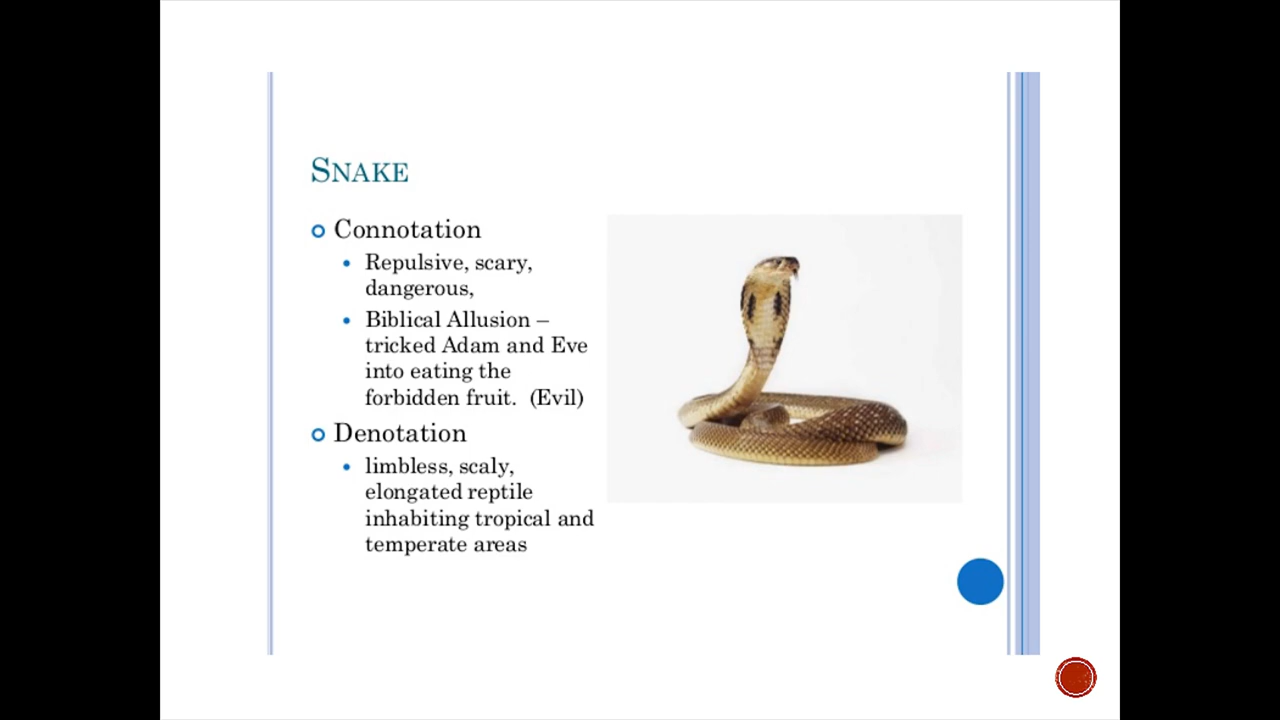 SNAKE
Connotation
Repulsive, scary,
dangerous,
Biblical Allusion –
tricked Adam and Eve
into eating the
forbidden fruit.  (Evil)
Denotation
limbless, scaly,
elongated reptile
inhabiting tropical and
temperate areas